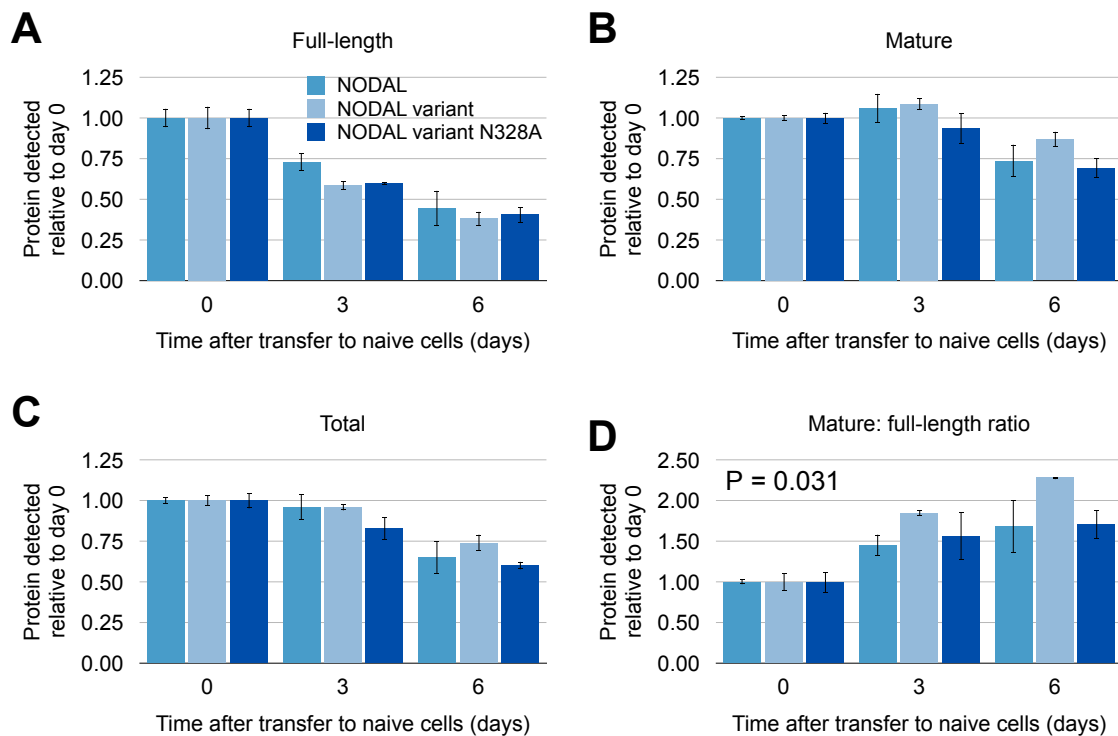 A
Full-length
NODAL
NODAL variant
NODAL variant N328A
Protein detected
relative to day 0
1.25
1.00
0.75
0.50
0.25
0.00
0
3
6
Time after transfer to naive cells (days)
B
Mature
Protein detected
relative to day 0
1.25
1.00
0.75
0.50
0.25
0.00
0
3
6
Time after transfer to naive cells (days)
C
Total
Protein detected
relative to day 0
1.25
1.00
0.75
0.50
0.25
0.00
0
3
6
Time after transfer to naive cells (days)
D
Mature: full-length ratio
P = 0.031
Protein detected
relative to day 0
2.50
2.00
1.50
1.00
0.50
0.00
0
3
6
Time after transfer to naive cells (days)